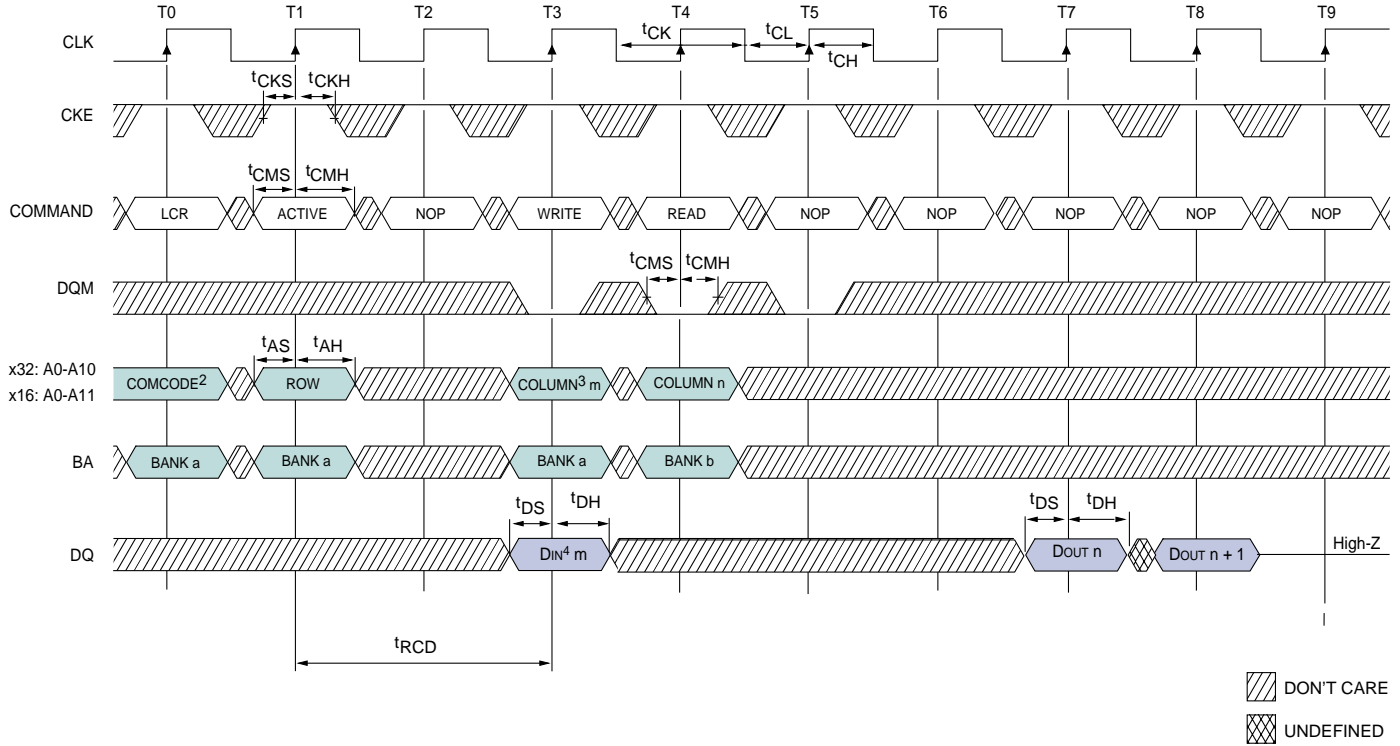 T0 T1 T2 T3 T4 T5 T6 T7 T8 T9
CLK tCK tCL tCH
tCKS tCKH
CKE
tCMS tCMH
COMMAND LCR ACTIVE NOP WRITE READ NOP NOP NOP NOP NOP
tCMS tCMH
DQM
tAS tAH
x32: A0-A10
x16: A0-A11
COMCODE² ROW COLUMN³ m COLUMN n
BA BANK a BANK a BANK a BANK b
tDS tDH tDS tDH
DQ DIN⁴ m DOUT n DOUT n + 1 High-Z
tRCD
DON'T CARE
UNDEFINED